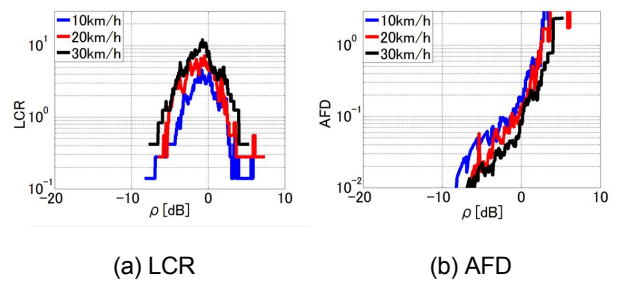 10km/h
20km/h
30km/h
LCR
10^1
10^0
10^-1
-20 -10 0 10
ρ [dB]
10km/h
20km/h
30km/h
AFD
10^0
10^-1
10^-2
-20 -10 0 10
ρ [dB]
(a) LCR (b) AFD